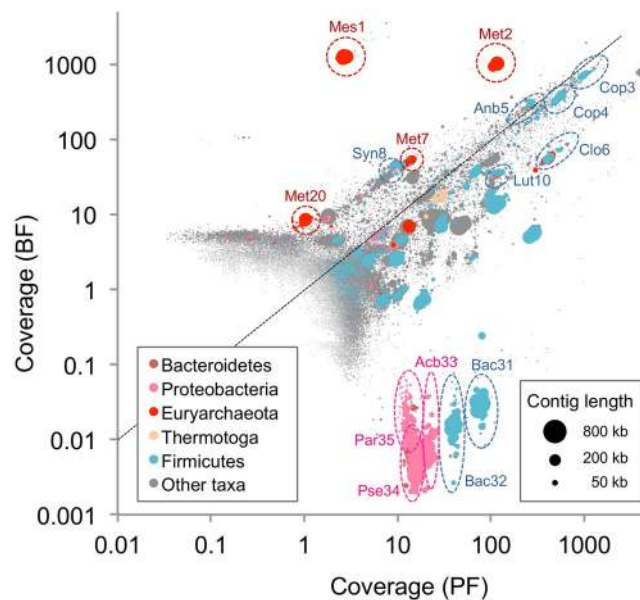 Mes1
Met2
1000
Cop3
Anb5
Cop4
100
Met7
Syn8
Clo6
Lut10
Met20
10
Coverage (BF)
1
0.1
0.01
0.001
Bacteroidetes
Proteobacteria
Euryarchaeota
Thermotoga
Firmicutes
Other taxa
Acb33
Bac31
Par35
Pse34
Bac32
Contig length
800 kb
200 kb
50 kb
0.01
0.1
1
10
100
1000
Coverage (PF)